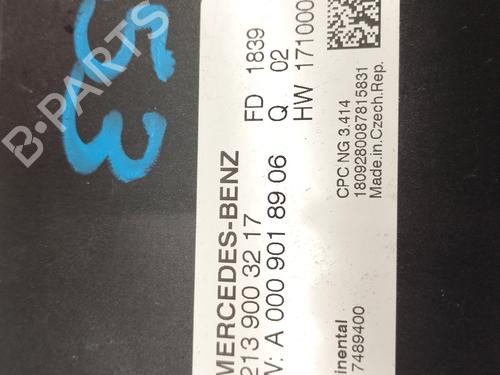 MERCEDES-BENZ FD 1839
213 900 32 17 Q 02
V: A 000 901 89 06 HW 171000
CPC NG 3.414
1809280087815831
Made.in.Czech.Rep.
inental
7489400
53
B-PARTS